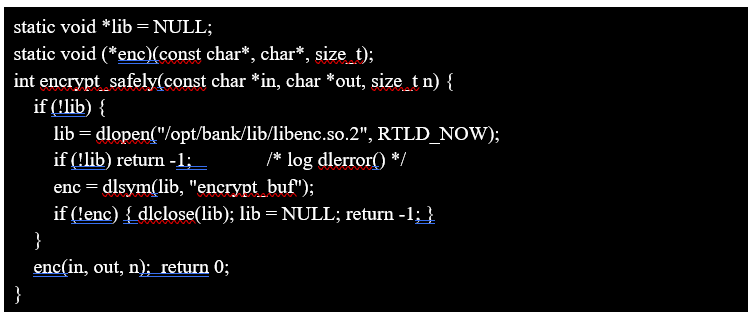 static void *lib = NULL;
static void (*enc)(const char*, char*, size_t);
int encrypt_safely(const char *in, char *out, size_t n) {
if (!lib) {
lib = dlopen("/opt/bank/lib/libenc.so.2", RTLD_NOW);
if (!lib) return -1; /* log dlerror() */
enc = dlsym(lib, "encrypt_buf");
if (!enc) { dlclose(lib); lib = NULL; return -1; }
}
enc(in, out, n); return 0;
}